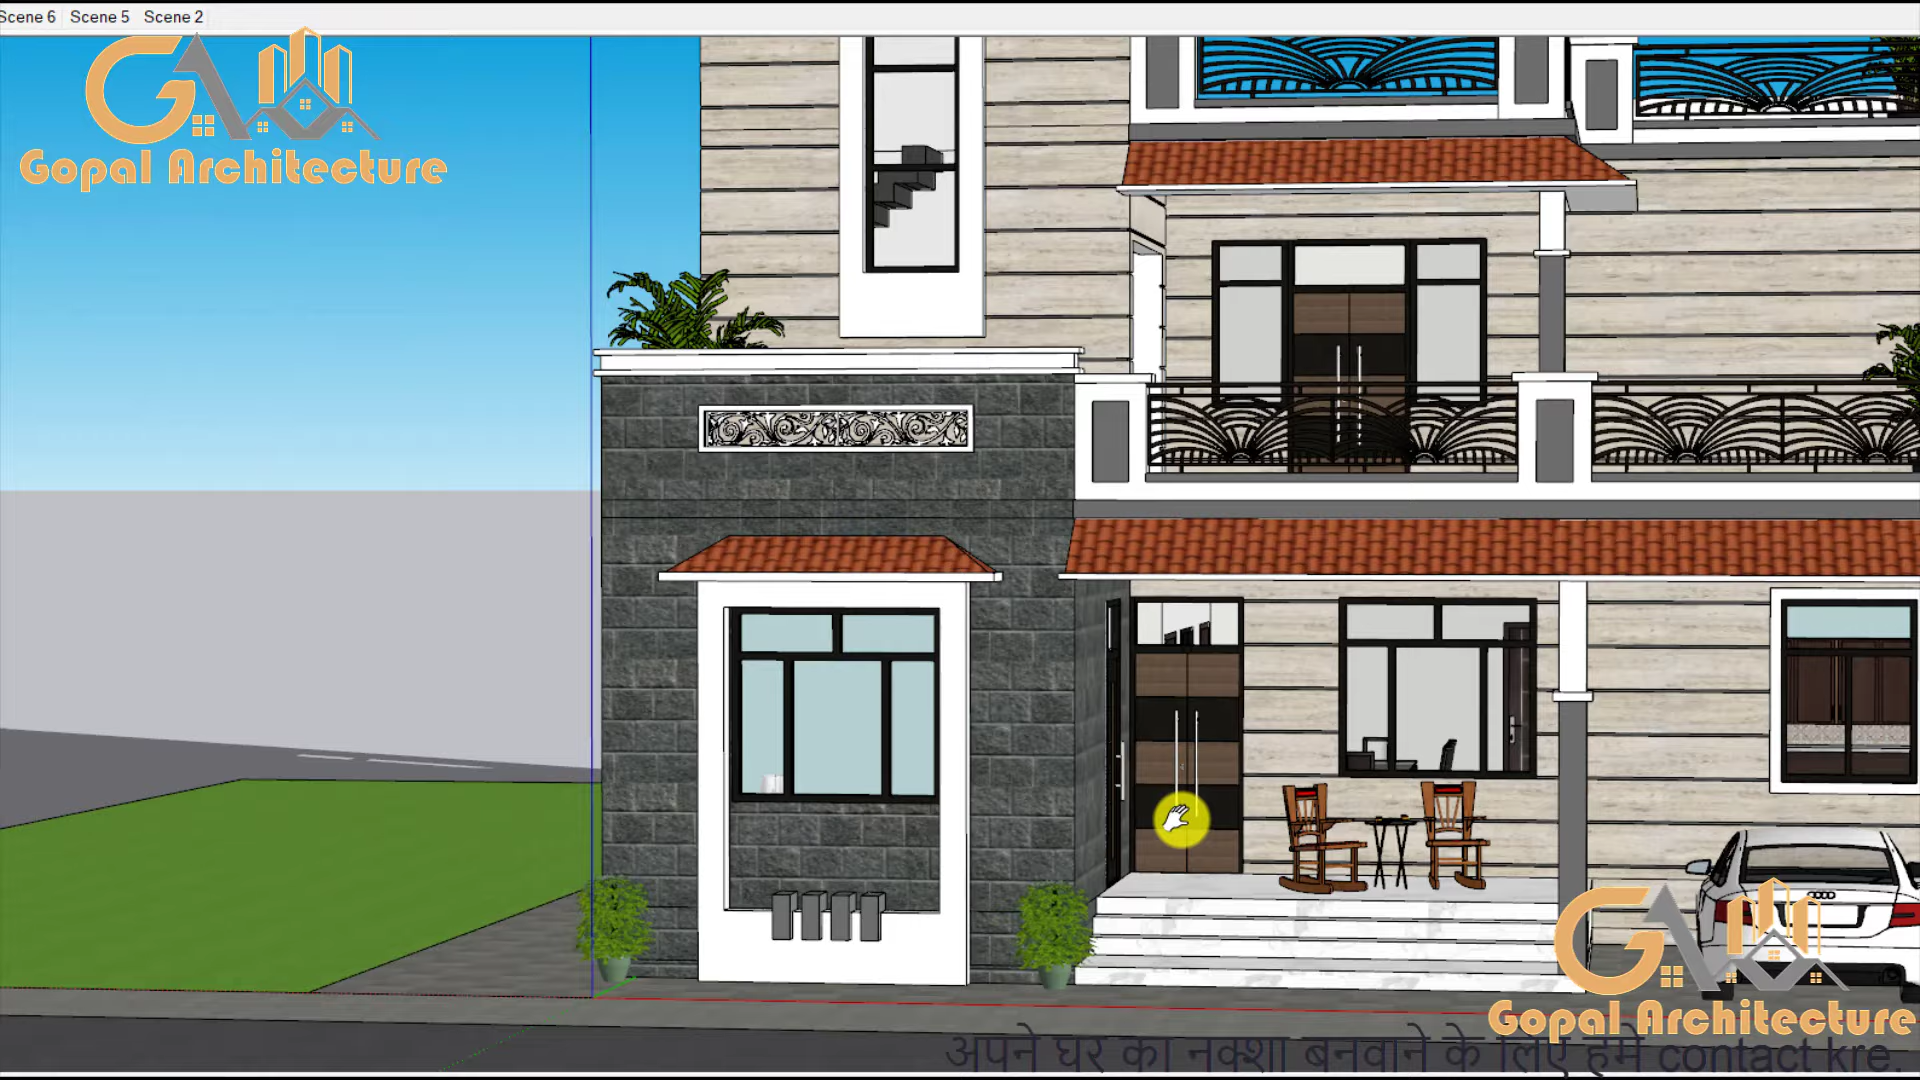 Scene 6 Scene 5 Scene 2
Gopal Architecture
Gopal Architecture
अपने घर का नक्शा बनवाने के लिए हमे contact kre.